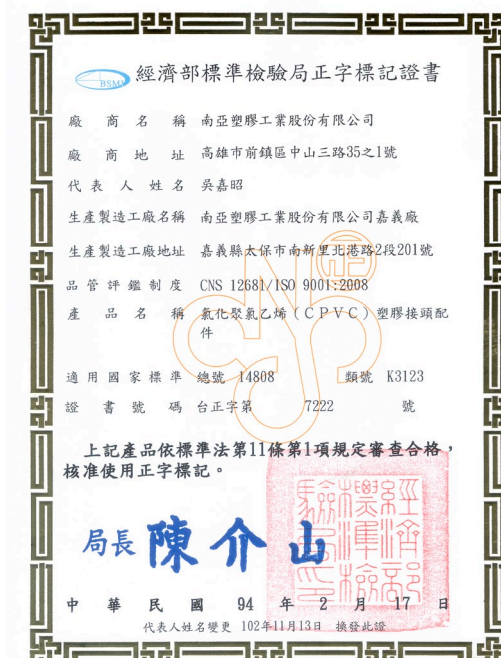 BSMI
經濟部標準檢驗局正字標記證書
廠商名稱 南亞塑膠工業股份有限公司
廠商地址 高雄市前鎮區中山三路35之1號
代表人姓名 吳嘉昭
生產製造工廠名稱 南亞塑膠工業股份有限公司嘉義廠
生產製造工廠地址 嘉義縣太保市南新里北港路2段201號
品管評鑑制度 CNS 12681/ISO 9001:2008
產品名稱 氯化聚氯乙烯(CPVC)塑膠接頭配
件
適用國家標準 總號 14808 類號 K3123
證書號碼 台正字第 7222 號
上記產品依標準法第11條第1項規定審查合格，
核准使用正字標記。
局長 陳介山
經濟部標準檢驗局印
中華民國 94 年 2 月 17 日
代表人姓名變更 102年11月13日 換發此證